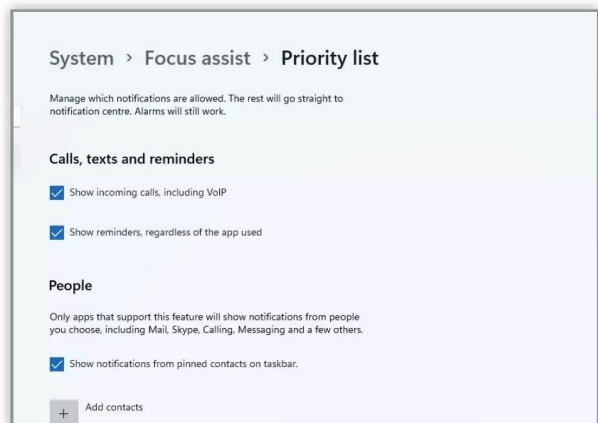 System > Focus assist > Priority list
Manage which notifications are allowed. The rest will go straight to
notification centre. Alarms will still work.
Calls, texts and reminders
Show incoming calls, including VoIP
Show reminders, regardless of the app used
People
Only apps that support this feature will show notifications from people
you choose, including Mail, Skype, Calling, Messaging and a few others.
Show notifications from pinned contacts on taskbar.
Add contacts